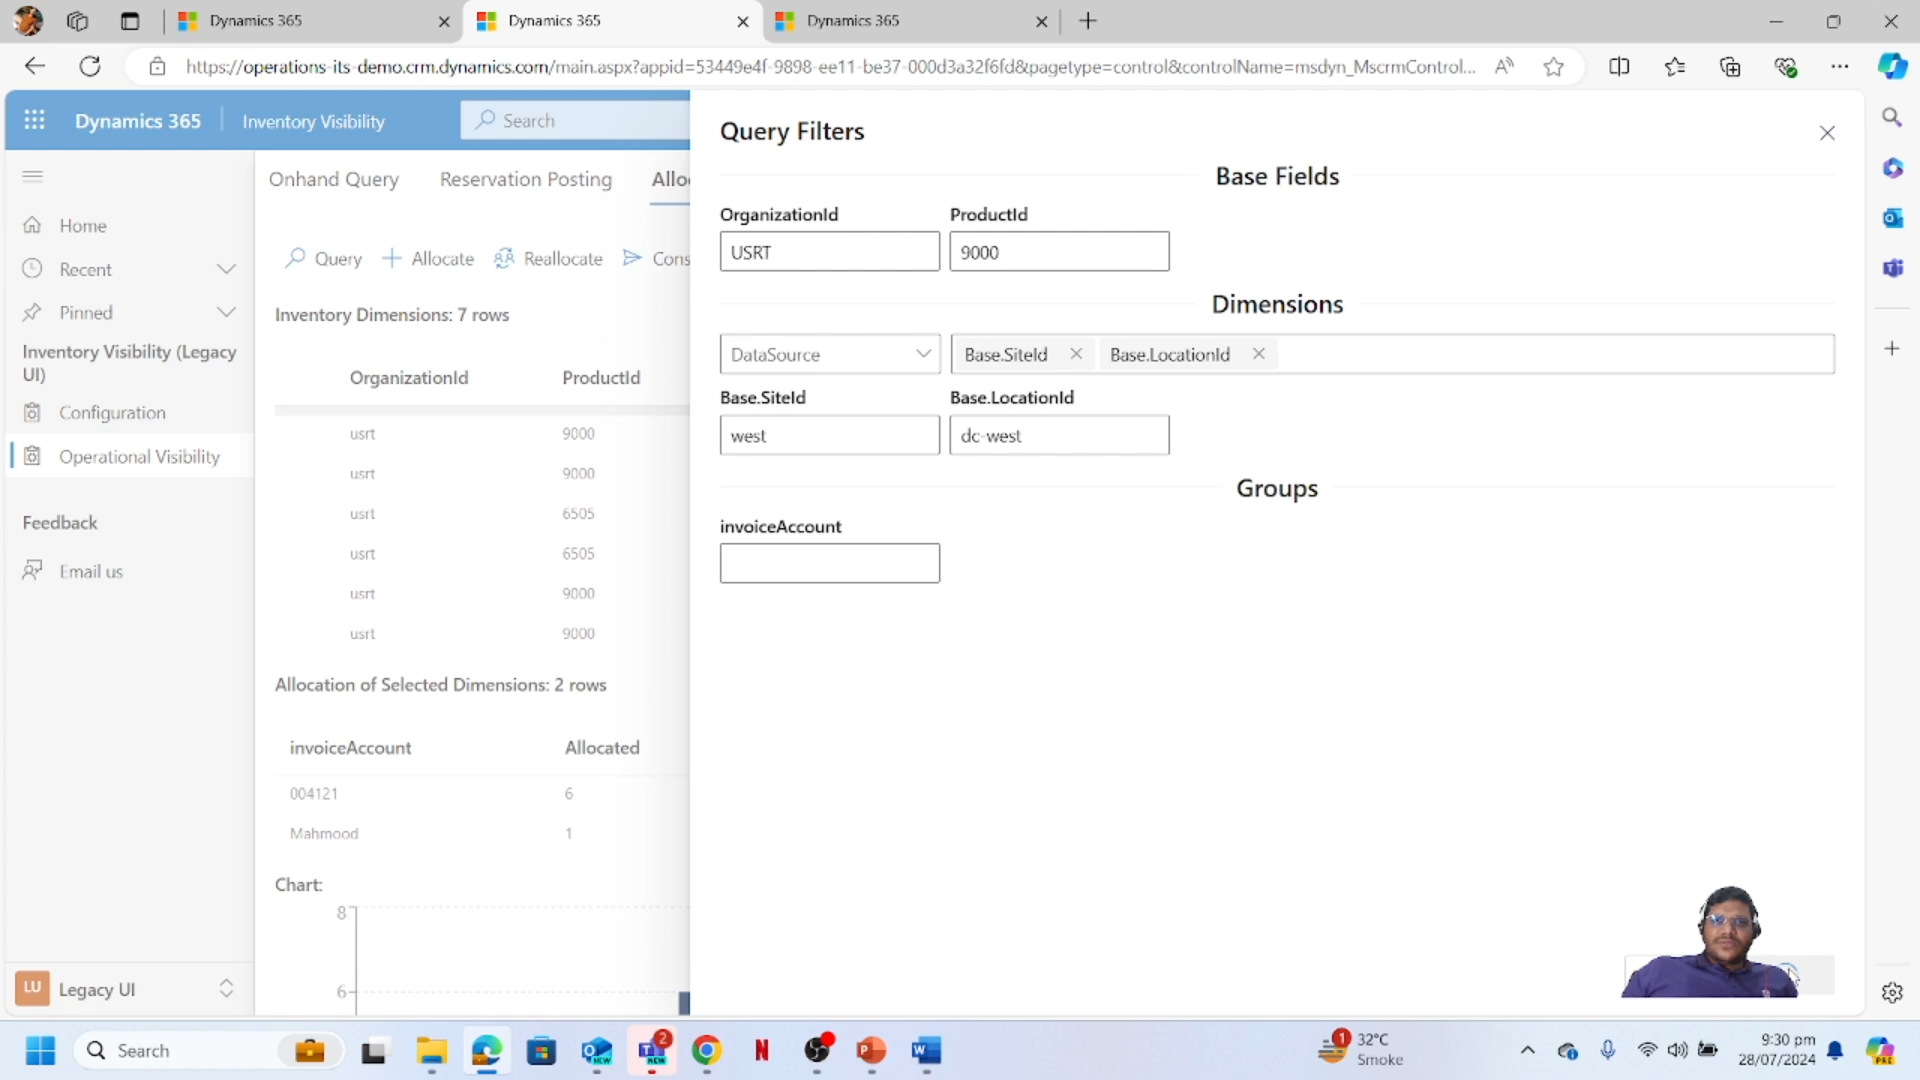 Dynamics 365
Dynamics 365
Dynamics 365
https://operations-its-demo.crm.dynamics.com/main.aspx?appid=53449e4f-9898-ee11-be37-000d3a32f6fd&pagetype=control&controlName=msdyn_MscrmControl...
Dynamics 365
Inventory Visibility
Search
Home
Recent
Pinned
Inventory Visibility (Legacy
UI)
Configuration
Operational Visibility
Feedback
Email us
LU
Legacy UI
Onhand Query
Reservation Posting
Allo
Query
Allocate
Reallocate
Cons
Inventory Dimensions: 7 rows
OrganizationId ProductId
usrt 9000
usrt 9000
usrt 6505
usrt 6505
usrt 9000
usrt 9000
Allocation of Selected Dimensions: 2 rows
invoiceAccount Allocated
004121 6
Mahmood 1
Chart:
8
6
Query Filters
Base Fields
OrganizationId ProductId
USRT 9000
Dimensions
DataSource Base.SiteId Base.LocationId
Base.SiteId Base.LocationId
west dc-west
Groups
invoiceAccount
Search
NEW
2
NEW
N
P
W
1
32°C
Smoke
9:30 pm
28/07/2024
PRE